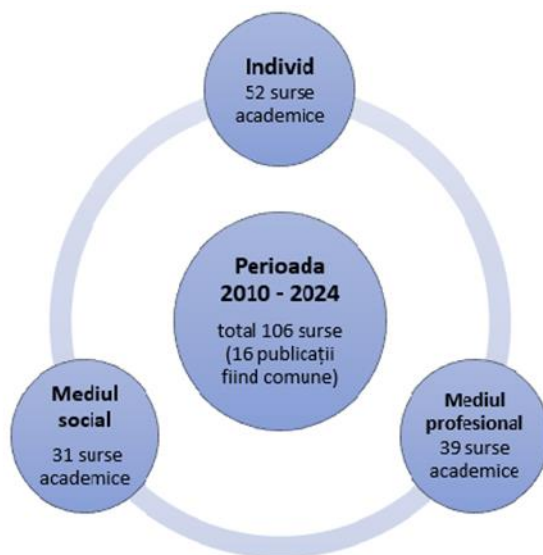 Individ
52 surse
academice
Perioada
2010 - 2024
total 106 surse
(16 publicații
fiind comune)
Mediul
social
31 surse
academice
Mediul
profesional
39 surse
academice